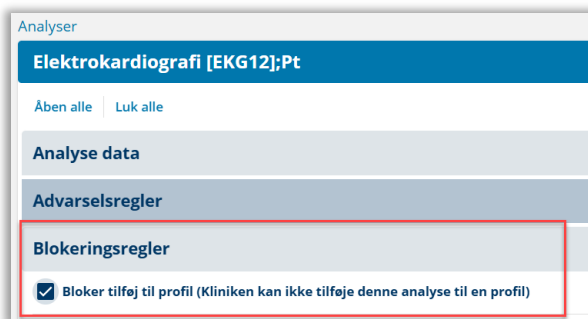 Analyser
Elektrokardiografi [EKG12];Pt
Åben alle Luk alle
Analyse data
Advarselsregler
Blokeringsregler
Bloker tilføj til profil (Kliniken kan ikke tilføje denne analyse til en profil)